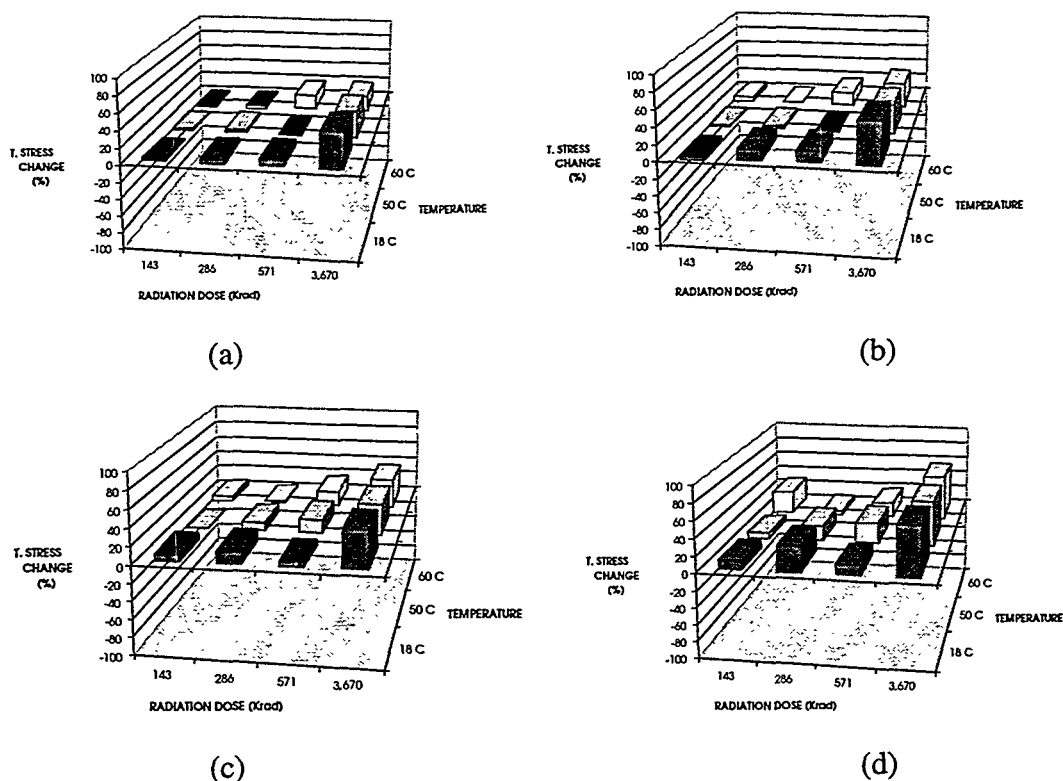 100
80
60
40
20
0
-20
-40
-60
-80
-100
T. STRESS
CHANGE
(%)
60 C
50 C
18 C
TEMPERATURE
143
286
571
3,670
RADIATION DOSE (Krad)
(a)
100
80
60
40
20
0
-20
-40
-60
-80
-100
T. STRESS
CHANGE
(%)
60 C
50 C
18 C
TEMPERATURE
143
286
571
3,670
RADIATION DOSE (Krad)
(b)
100
80
60
40
20
0
-20
-40
-60
-80
-100
T. STRESS
CHANGE
(%)
60 C
50 C
18 C
TEMPERATURE
143
286
571
3,670
RADIATION DOSE (Krad)
(c)
100
80
60
40
20
0
-20
-40
-60
-80
-100
T. STRESS
CHANGE
(%)
60 C
50 C
18 C
TEMPERATURE
143
286
571
3,670
RADIATION DOSE (Krad)
(d)